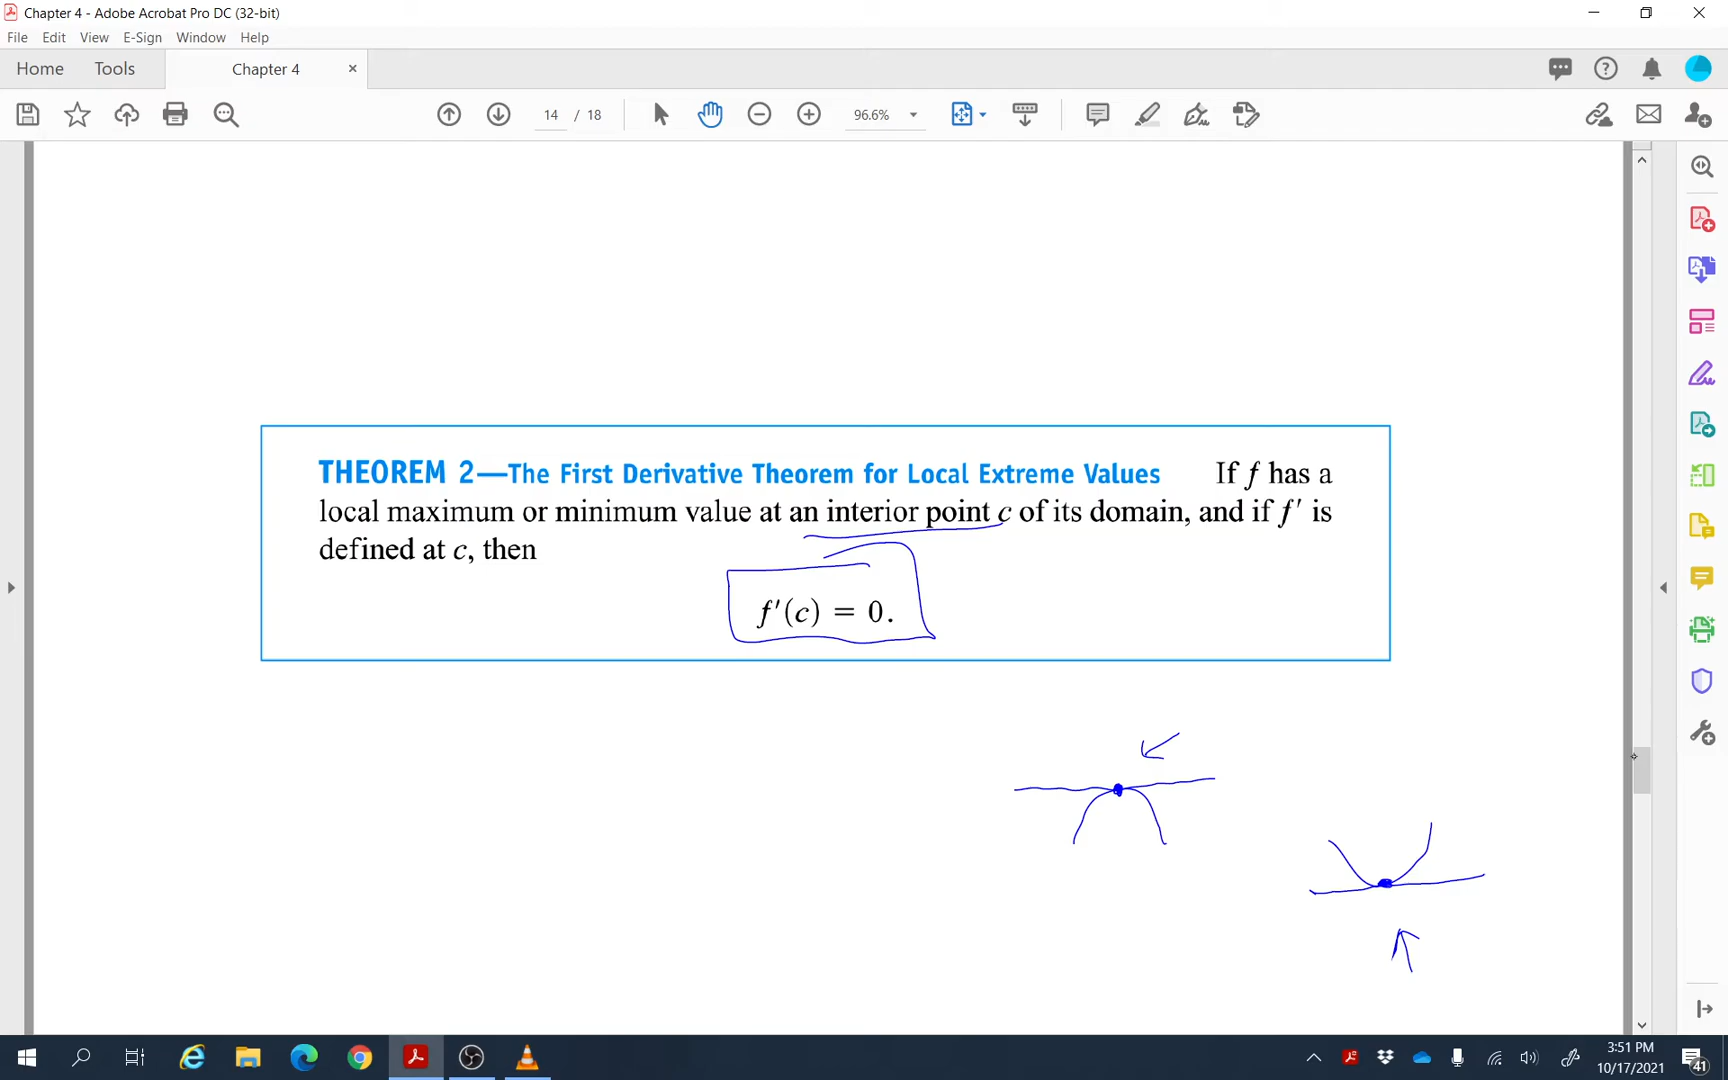 Chapter 4 - Adobe Acrobat Pro DC (32-bit)
File Edit View E-Sign Window Help
Home Tools Chapter 4 ×
14 / 18 96.6%
THEOREM 2—The First Derivative Theorem for Local Extreme Values If f has a
local maximum or minimum value at an interior point c of its domain, and if f′ is
defined at c, then
f′(c) = 0.
3:51 PM
10/17/2021
41